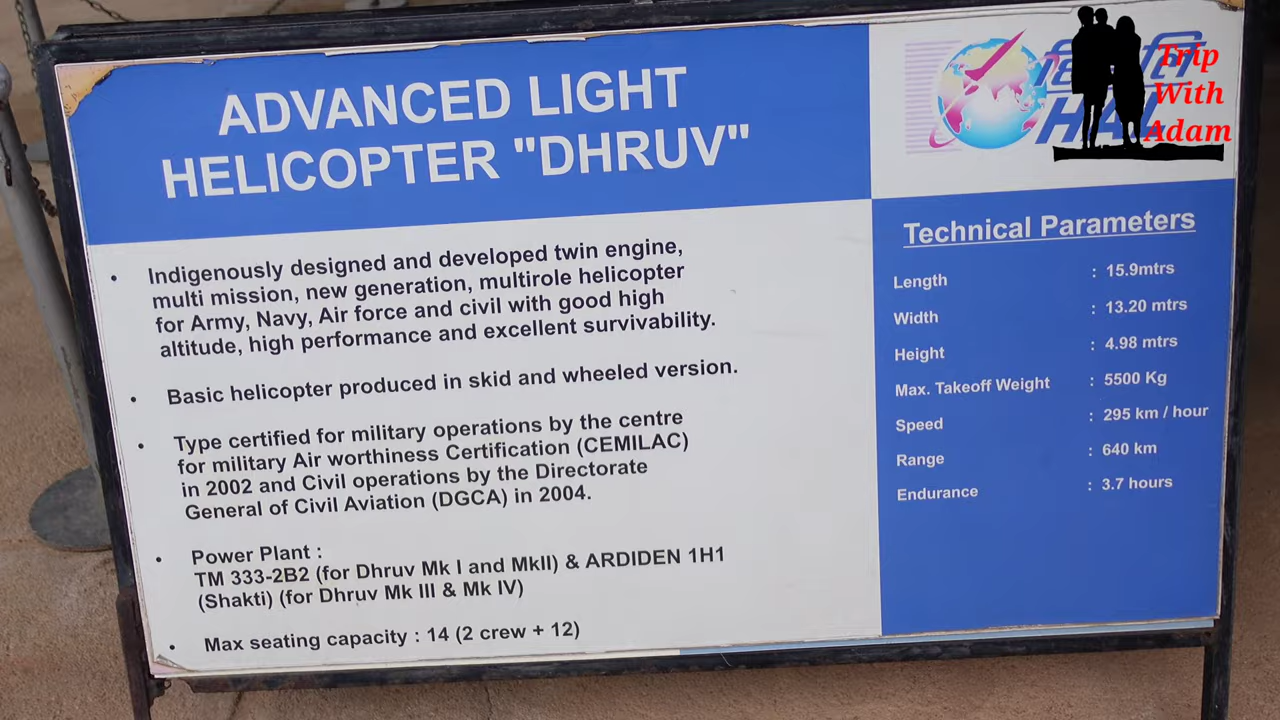 ADVANCED LIGHT
HELICOPTER "DHRUV"
Trip
With
Adam
Indigenously designed and developed twin engine,
multi mission, new generation, multirole helicopter
for Army, Navy, Air force and civil with good high
altitude, high performance and excellent survivability.
Basic helicopter produced in skid and wheeled version.
Type certified for military operations by the centre
for military Air worthiness Certification (CEMILAC)
in 2002 and Civil operations by the Directorate
General of Civil Aviation (DGCA) in 2004.
Power Plant :
TM 333-2B2 (for Dhruv Mk I and MkII) & ARDIDEN 1H1
(Shakti) (for Dhruv Mk III & Mk IV)
Max seating capacity : 14 (2 crew + 12)
Technical Parameters
Length : 15.9mtrs
Width : 13.20 mtrs
Height : 4.98 mtrs
Max. Takeoff Weight : 5500 Kg
Speed : 295 km / hour
Range : 640 km
Endurance : 3.7 hours